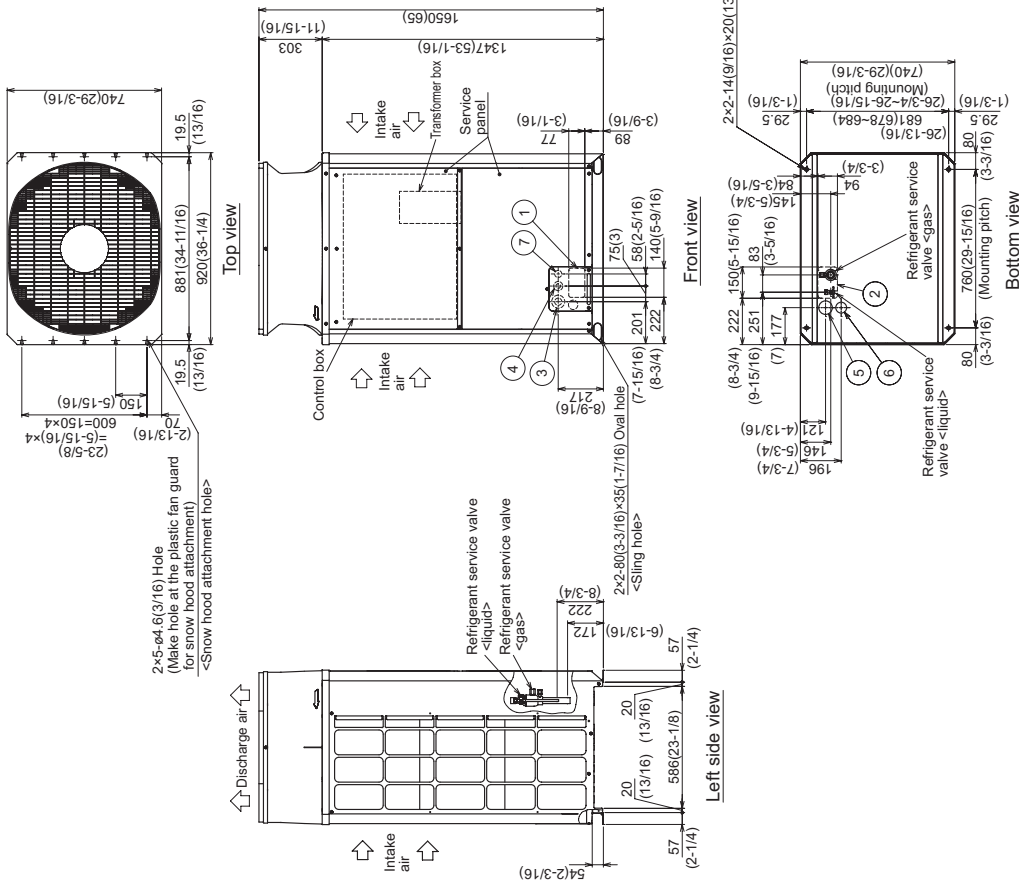 740(29-3/16)
19.5
(13/16)
881(34-11/16)
920(36-1/4)
19.5
(13/16)
150
(5-15/16)
600=150×4
=(5-15/16)×4
(23-5/8)
70
(2-13/16)
2×5-ø4.6(3/16) Hole
(Make hole at the plastic fan guard
for snow hood attachment)
<Snow hood attachment hole>
Top view
1650(65)
303
(11-15/16)
1347(53-1/16)
Intake
air
Transformer box
Service
panel
77
(3-1/16)
89
(3-9/16)
Control box
Intake
air
7
1
4
3
75(3)
58(2-5/16)
140(5-9/16)
201
(7-15/16)
222
(8-3/4)
217
(8-9/16)
2×2-80(3-3/16)×35(1-7/16) Oval hole
<Sling hole>
Front view
Discharge air
Intake
air
Refrigerant service valve
<liquid>
Refrigerant service valve
<gas>
222
(8-3/4)
172
(6-13/16)
57
(2-1/4)
20
(13/16)
586(23-1/8)
20
(13/16)
57
(2-1/4)
54(2-3/16)
Left side view
2×2-14(9/16)×20(13
740
(29-3/16)
29.5
(1-3/16)
681(678~684)
(26-13/16)
(26-3/4~26-15/16)
(Mounting pitch)
29.5
(1-3/16)
80
(3-3/16)
760(29-15/16)
(Mounting pitch)
80
(3-3/16)
94
(3-3/4)
84(3-5/16)
145(5-3/4)
150(5-15/16)
83
(3-5/16)
222
(8-3/4)
251
(9-15/16)
177
(7)
Refrigerant service
valve <gas>
2
5
6
121
(4-13/16)
146
(5-3/4)
196
(7-3/4)
Refrigerant service
valve <liquid>
Bottom view